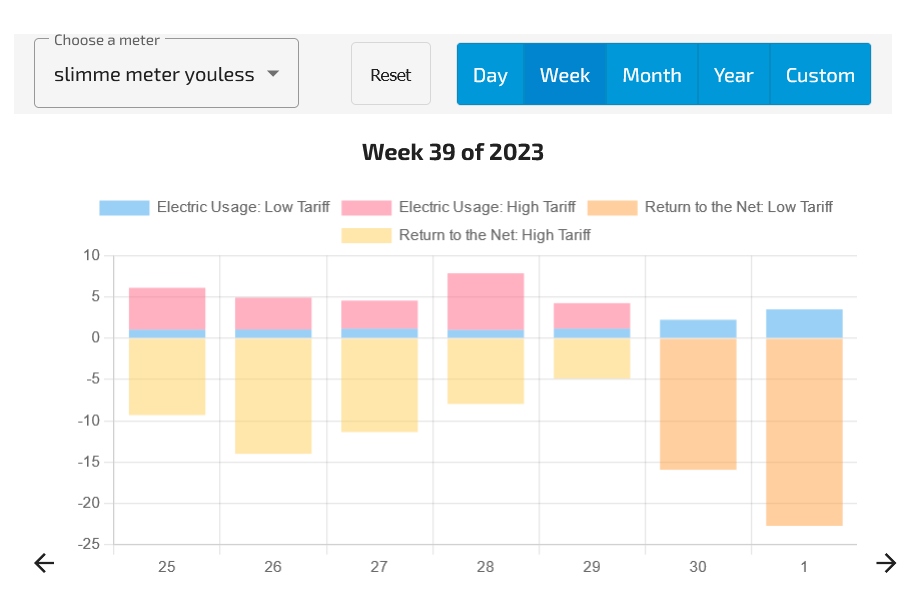 Choose a meter
slimme meter youless
Reset
Day
Week
Month
Year
Custom
Week 39 of 2023
Electric Usage: Low Tariff
Electric Usage: High Tariff
Return to the Net: Low Tariff
Return to the Net: High Tariff
10
5
0
-5
-10
-15
-20
-25
25
26
27
28
29
30
1